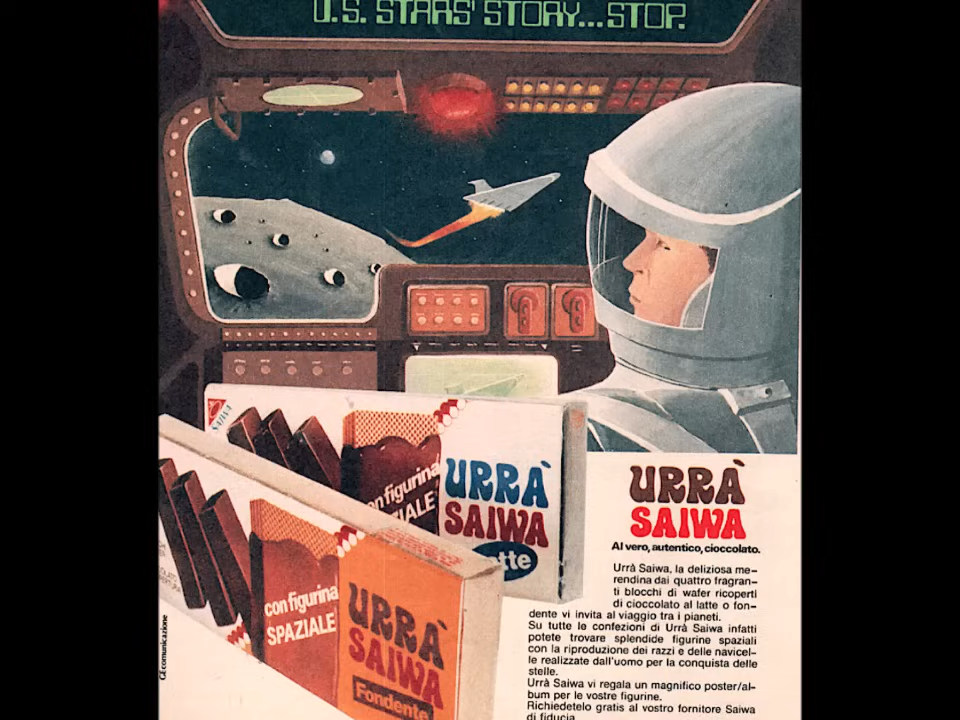 U.S. STARS' STORY...STOP.
SAIWA
con figurina
SPAZIALE
URRÀ
SAIWA
con figurina
SPAZIALE
URRÀ
SAIWA
Fondente
URRÀ
SAIWA
Al vero, autentico, cioccolato.
Urrà Saiwa, la deliziosa me-
rendina dai quattro fragran-
ti blocchi di wafer ricoperti
di cioccolato al latte o fon-
dente vi invita al viaggio tra i pianeti.
Su tutte le confezioni di Urrà Saiwa infatti
potete trovare splendide figurine spaziali
con la riproduzione dei razzi e delle navicel-
le realizzate dall'uomo per la conquista delle
stelle.
Urrà Saiwa vi regala un magnifico poster/al-
bum per le vostre figurine.
Richiedetelo gratis al vostro fornitore Saiwa
di fiducia